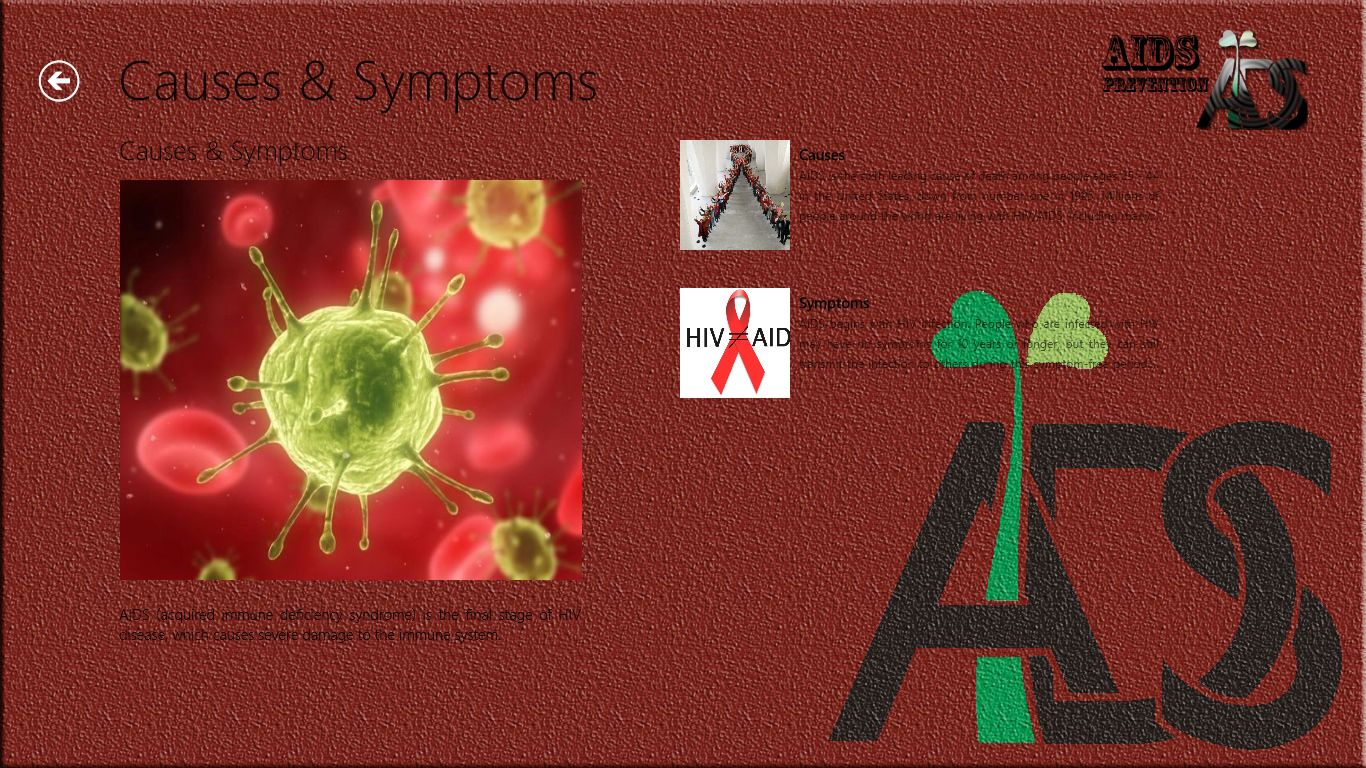 Causes & Symptoms
AIDS
PREVENTION
Causes & Symptoms
AIDS (acquired immune deficiency syndrome) is the final stage of HIV
disease, which causes severe damage to the immune system.
Causes
AIDS is the sixth leading cause of death among people ages 25 - 44
in the United States, down from number one in 1995. Millions of
people around the world are living with HIV/AIDS, including many
HIV ≠ AID
Symptoms
AIDS begins with HIV infection. People who are infected with HIV
may have no symptoms for 10 years or longer, but they can still
transmit the infection to others during this symptom-free period.